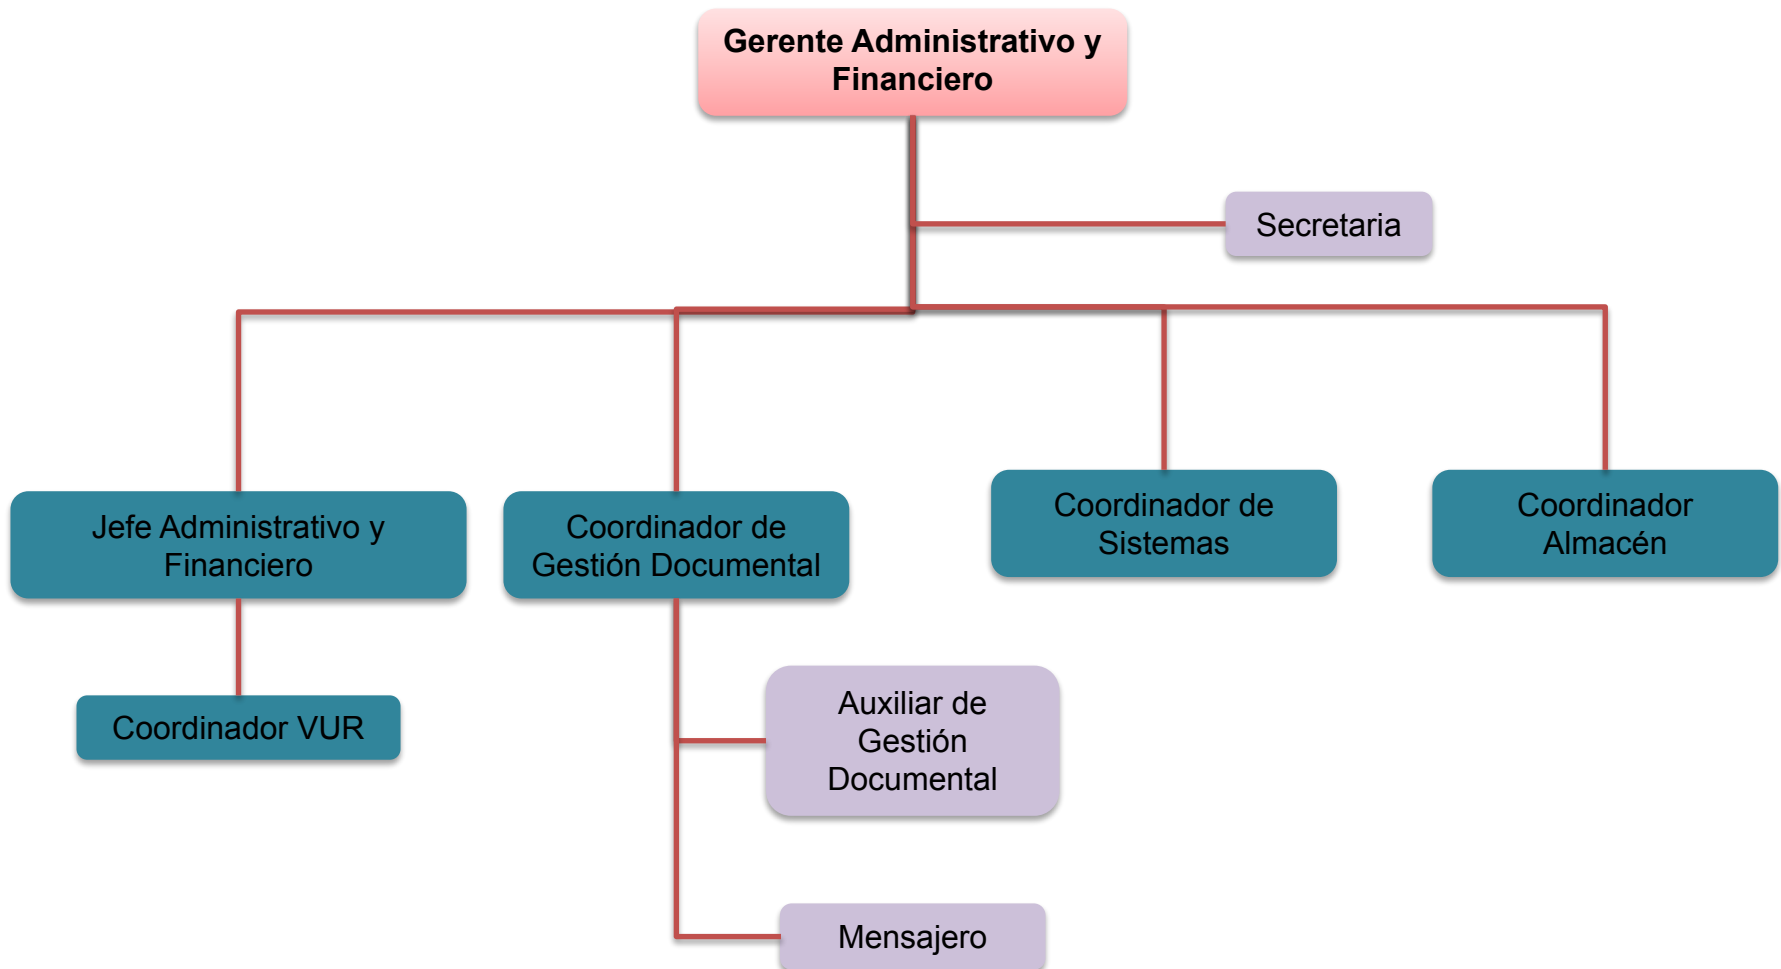 Gerente Administrativo y
Financiero
Secretaria
Jefe Administrativo y
Financiero
Coordinador de
Gestión Documental
Coordinador de
Sistemas
Coordinador
Almacén
Coordinador VUR
Auxiliar de
Gestión
Documental
Mensajero